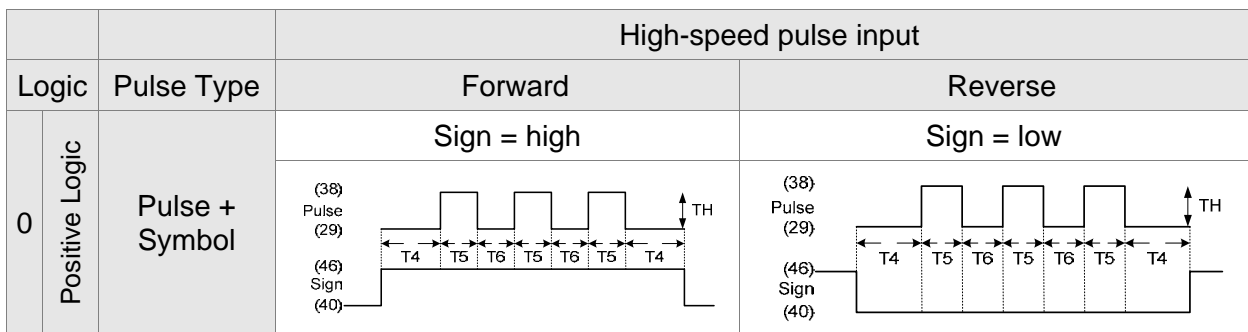 High-speed pulse input
Logic Pulse Type Forward Reverse
0 Positive Logic Pulse +
Symbol
Sign = high Sign = low
(38)
Pulse
(29)
TH
T4 T5 T6 T5 T6 T5 T4
(46)
Sign
(40)
(38)
Pulse
(29)
TH
T4 T5 T6 T5 T6 T5 T4
(46)
Sign
(40)